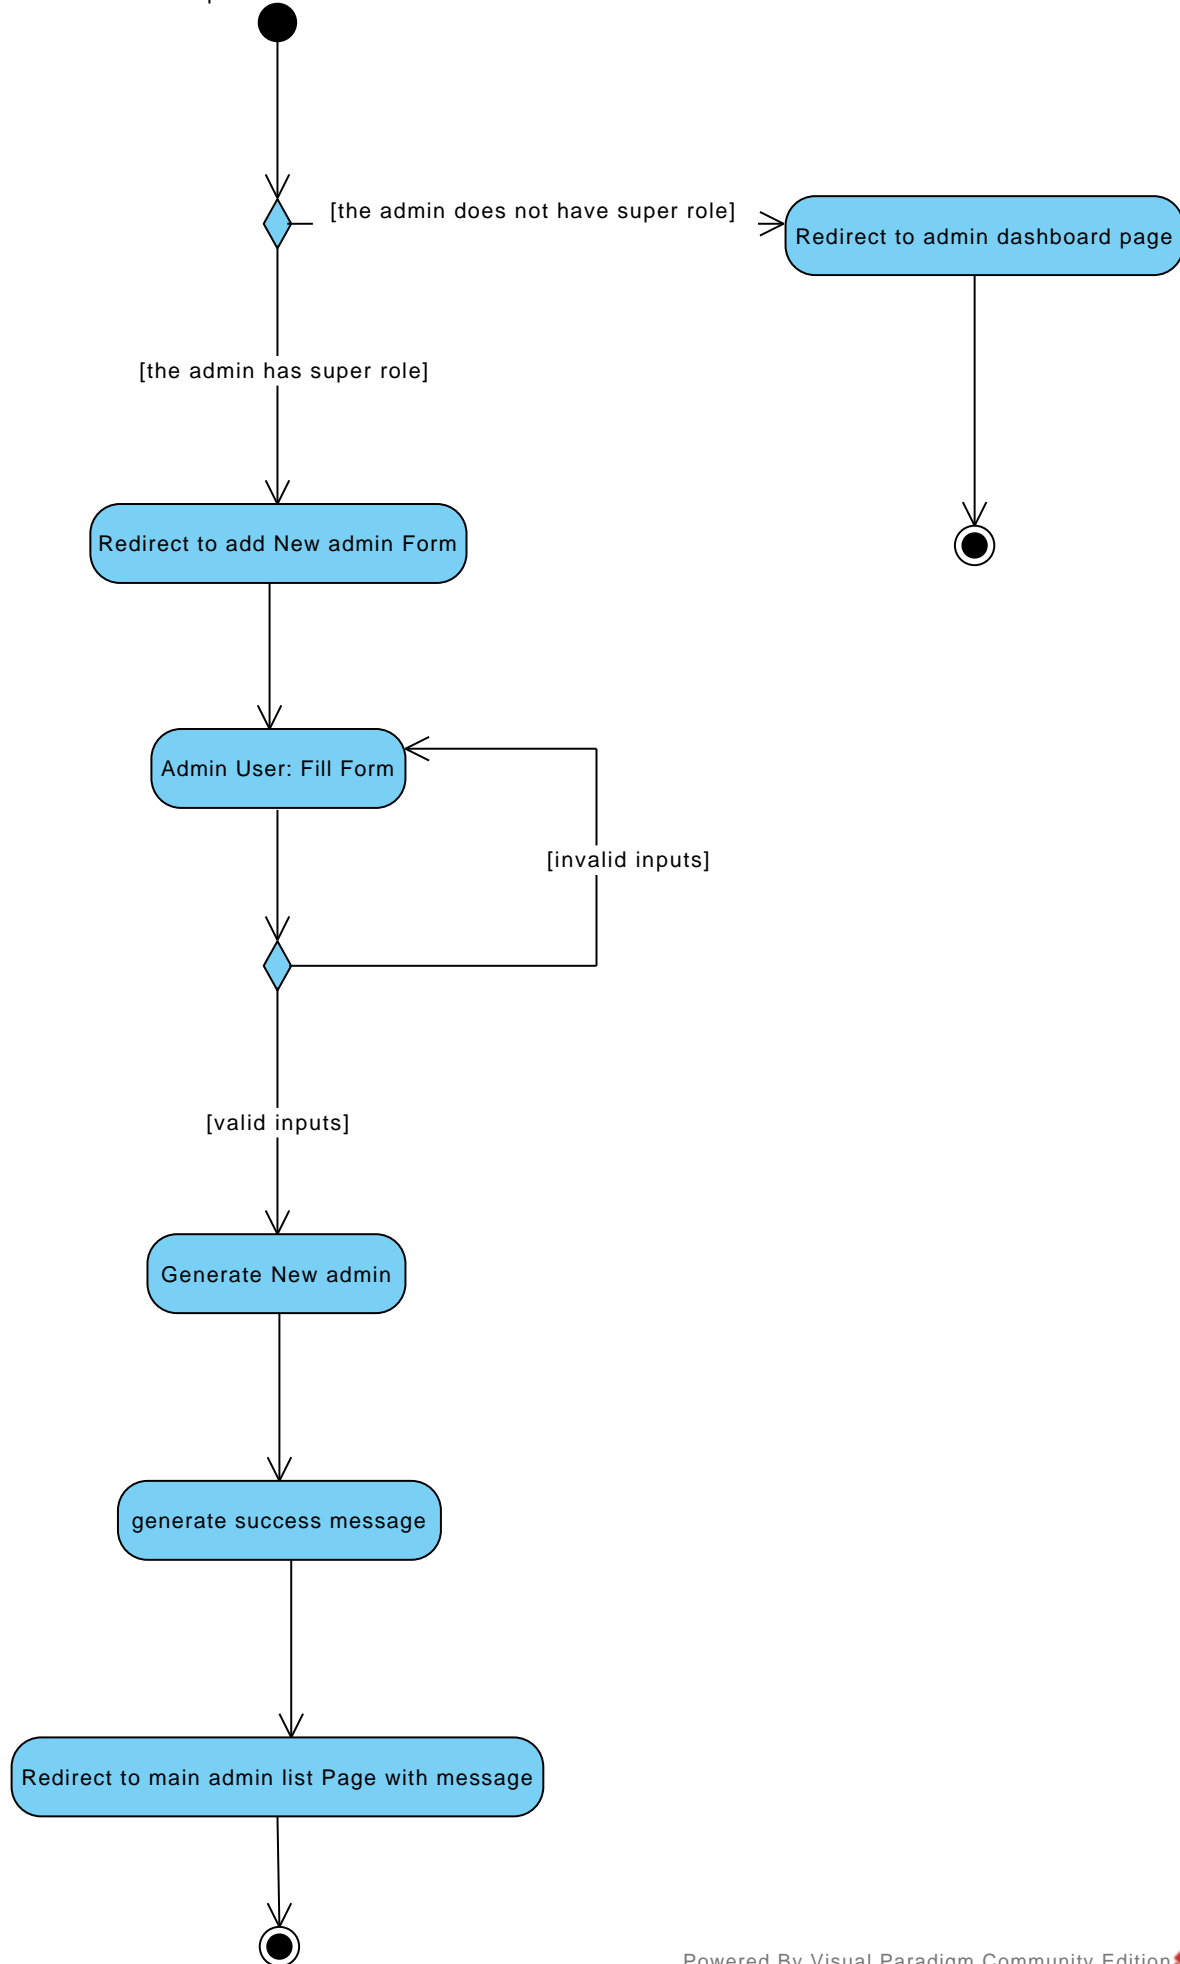 [the admin does not have super role]
Redirect to admin dashboard page
[the admin has super role]
Redirect to add New admin Form
Admin User: Fill Form
[invalid inputs]
[valid inputs]
Generate New admin
generate success message
Redirect to main admin list Page with message
Powered By Visual Paradigm Community Edition